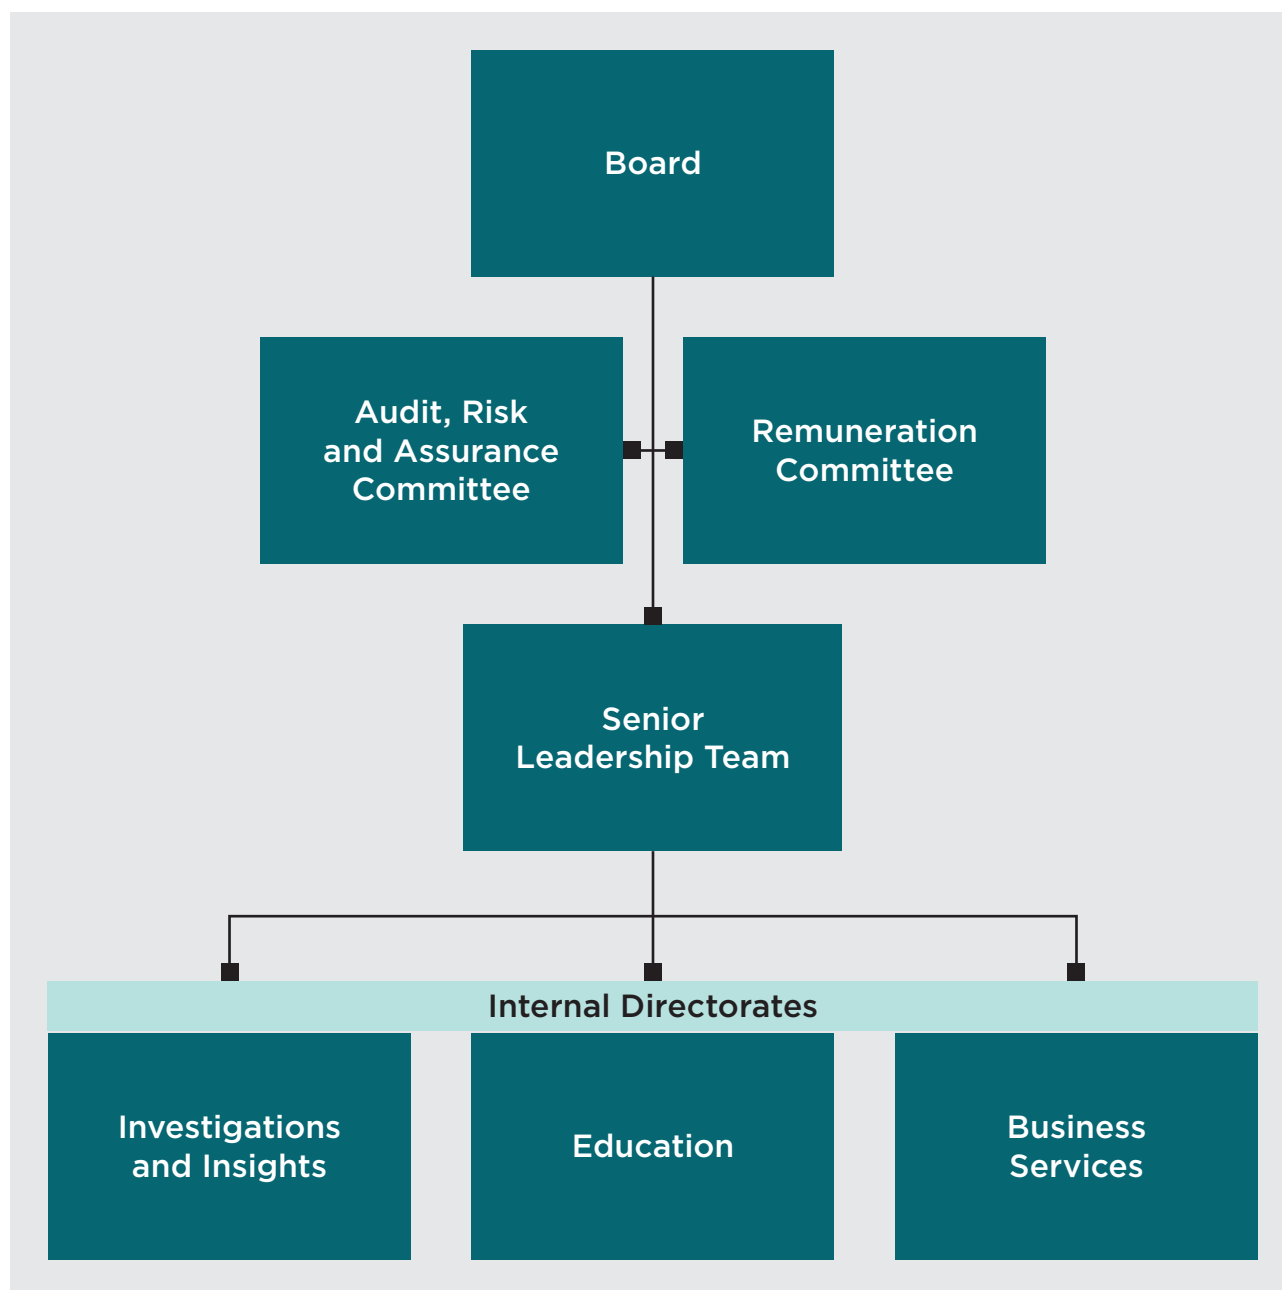 Board
Audit, Risk
and Assurance
Committee
Remuneration
Committee
Senior
Leadership Team
Internal Directorates
Investigations
and Insights
Education
Business
Services